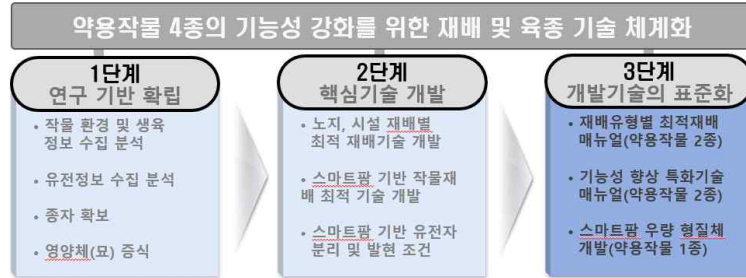 약용작물 4종의 기능성 강화를 위한 재배 및 육종 기술 체계화
1단계
연구 기반 확립
• 작물 환경 및 생육
정보 수집 분석
• 유전정보 수집 분석
• 종자 확보
• 영양체(묘) 증식
2단계
핵심기술 개발
• 노지, 시설 재배별
최적 재배기술 개발
• 스마트팜 기반 작물재
배 최적 기술 개발
• 스마트팜 기반 유전자
분리 및 발현 조건
3단계
개발기술의 표준화
• 재배유형별 최적재배
매뉴얼(약용작물 2종)
• 기능성 향상 특화기술
매뉴얼(약용작물 2종)
• 스마트팜 우량 형질체
개발(약용작물 1종)